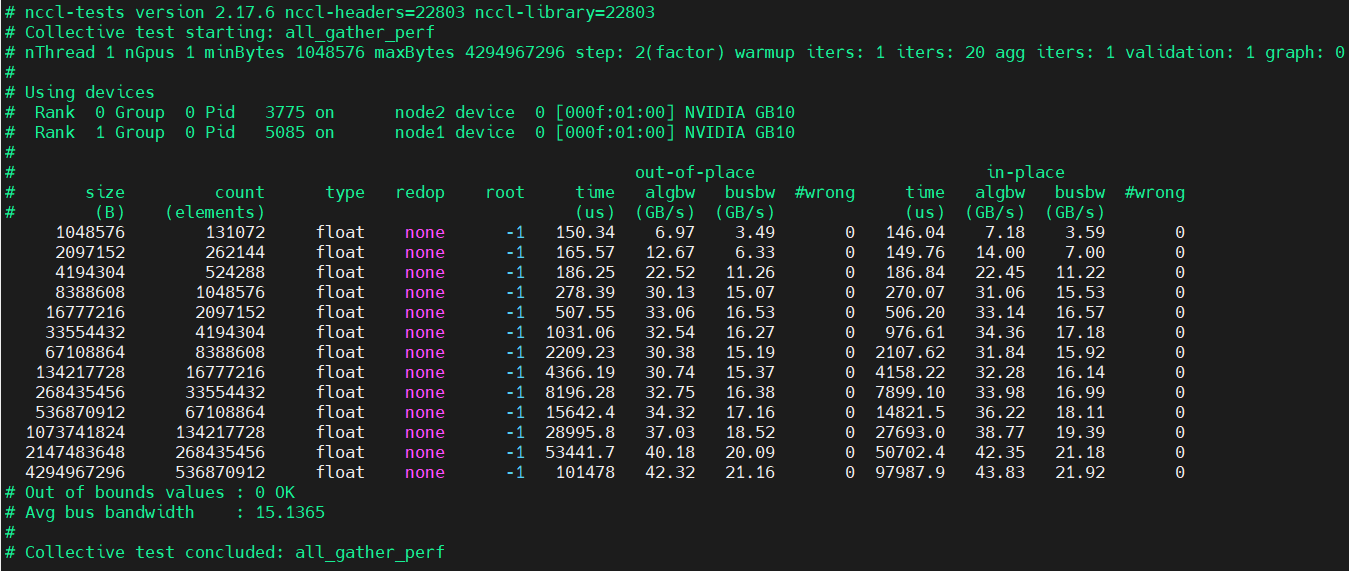 # nccl-tests version 2.17.6 nccl-headers=22803 nccl-library=22803
# Collective test starting: all_gather_perf
# nThread 1 nGpus 1 minBytes 1048576 maxBytes 4294967296 step: 2(factor) warmup iters: 1 iters: 20 agg iters: 1 validation: 1 graph: 0
#
# Using devices
#  Rank  0 Group  0 Pid   3775 on      node2 device  0 [000f:01:00] NVIDIA GB10
#  Rank  1 Group  0 Pid   5085 on      node1 device  0 [000f:01:00] NVIDIA GB10
#
#                                                              out-of-place                       in-place
#       size         count      type   redop    root     time   algbw   busbw  #wrong     time   algbw   busbw  #wrong
#        (B)    (elements)                               (us)  (GB/s)  (GB/s)             (us)  (GB/s)  (GB/s)
     1048576        131072     float    none      -1   150.34    6.97    3.49       0   146.04    7.18    3.59       0
     2097152        262144     float    none      -1   165.57   12.67    6.33       0   149.76   14.00    7.00       0
     4194304        524288     float    none      -1   186.25   22.52   11.26       0   186.84   22.45   11.22       0
     8388608       1048576     float    none      -1   278.39   30.13   15.07       0   270.07   31.06   15.53       0
    16777216       2097152     float    none      -1   507.55   33.06   16.53       0   506.20   33.14   16.57       0
    33554432       4194304     float    none      -1  1031.06   32.54   16.27       0   976.61   34.36   17.18       0
    67108864       8388608     float    none      -1  2209.23   30.38   15.19       0  2107.62   31.84   15.92       0
   134217728      16777216     float    none      -1  4366.19   30.74   15.37       0  4158.22   32.28   16.14       0
   268435456      33554432     float    none      -1  8196.28   32.75   16.38       0  7899.10   33.98   16.99       0
   536870912      67108864     float    none      -1  15642.4   34.32   17.16       0  14821.5   36.22   18.11       0
  1073741824     134217728     float    none      -1  28995.8   37.03   18.52       0  27693.0   38.77   19.39       0
  2147483648     268435456     float    none      -1  53441.7   40.18   20.09       0  50702.4   42.35   21.18       0
  4294967296     536870912     float    none      -1   101478   42.32   21.16       0  97987.9   43.83   21.92       0
# Out of bounds values : 0 OK
# Avg bus bandwidth    : 15.1365
#
# Collective test concluded: all_gather_perf